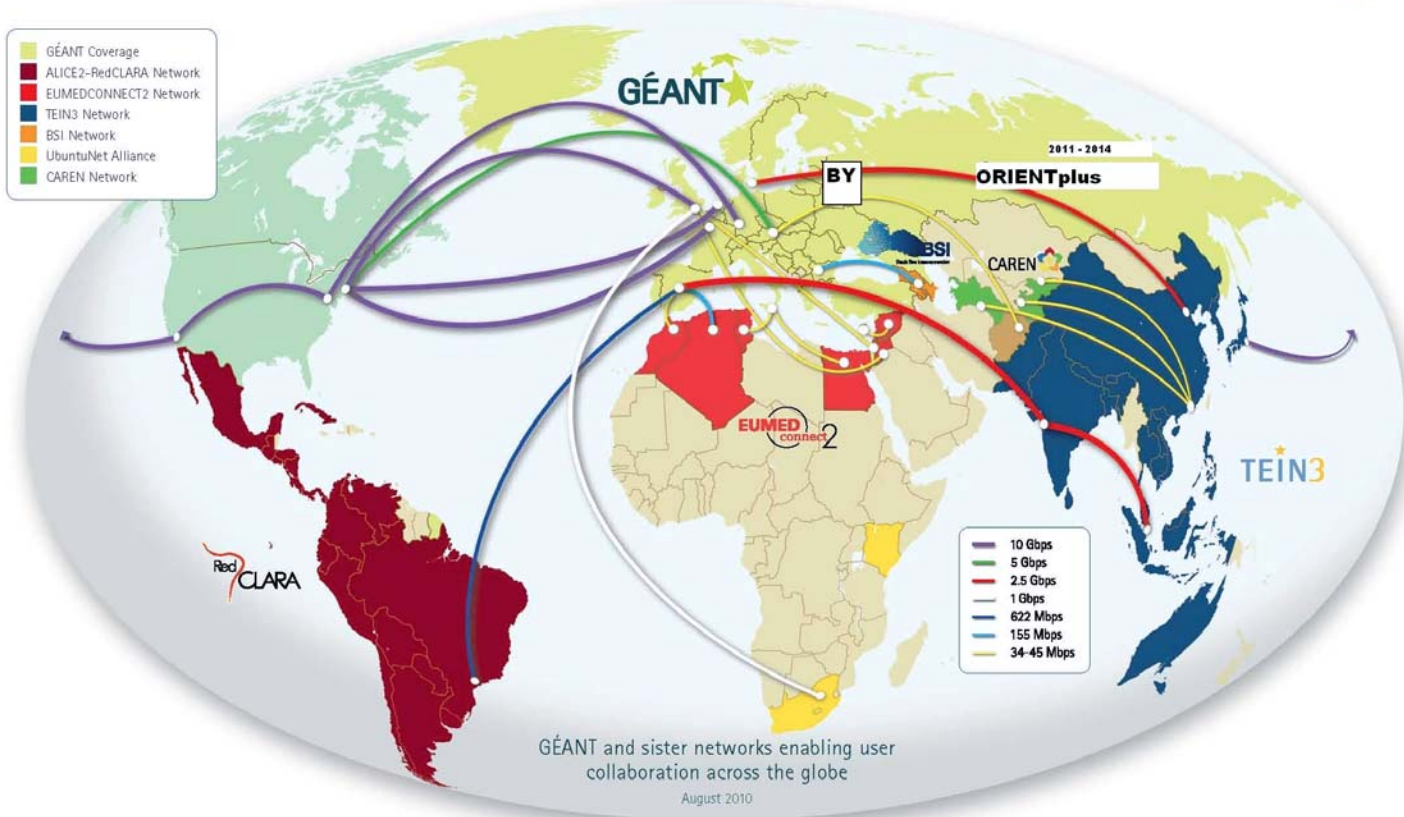 GÉANT Coverage
ALICE2-RedCLARA Network
EUMEDCONNECT2 Network
TEIN3 Network
BSI Network
UbuntuNet Alliance
CAREN Network
GÉANT
2011 - 2014
BY
ORIENTplus
BSI
CAREN
EUMED
connect2
TEIN3
Red
CLARA
10 Gbps
5 Gbps
2.5 Gbps
1 Gbps
622 Mbps
155 Mbps
34-45 Mbps
GÉANT and sister networks enabling user
collaboration across the globe
August 2010